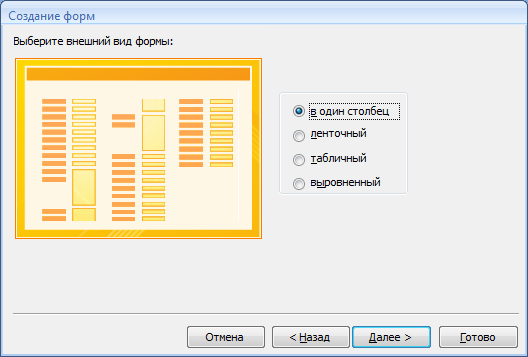 Создание форм
Выберите внешний вид формы:
в один столбец
ленточный
табличный
выровненный
Отмена
< Назад
Далее >
Готово